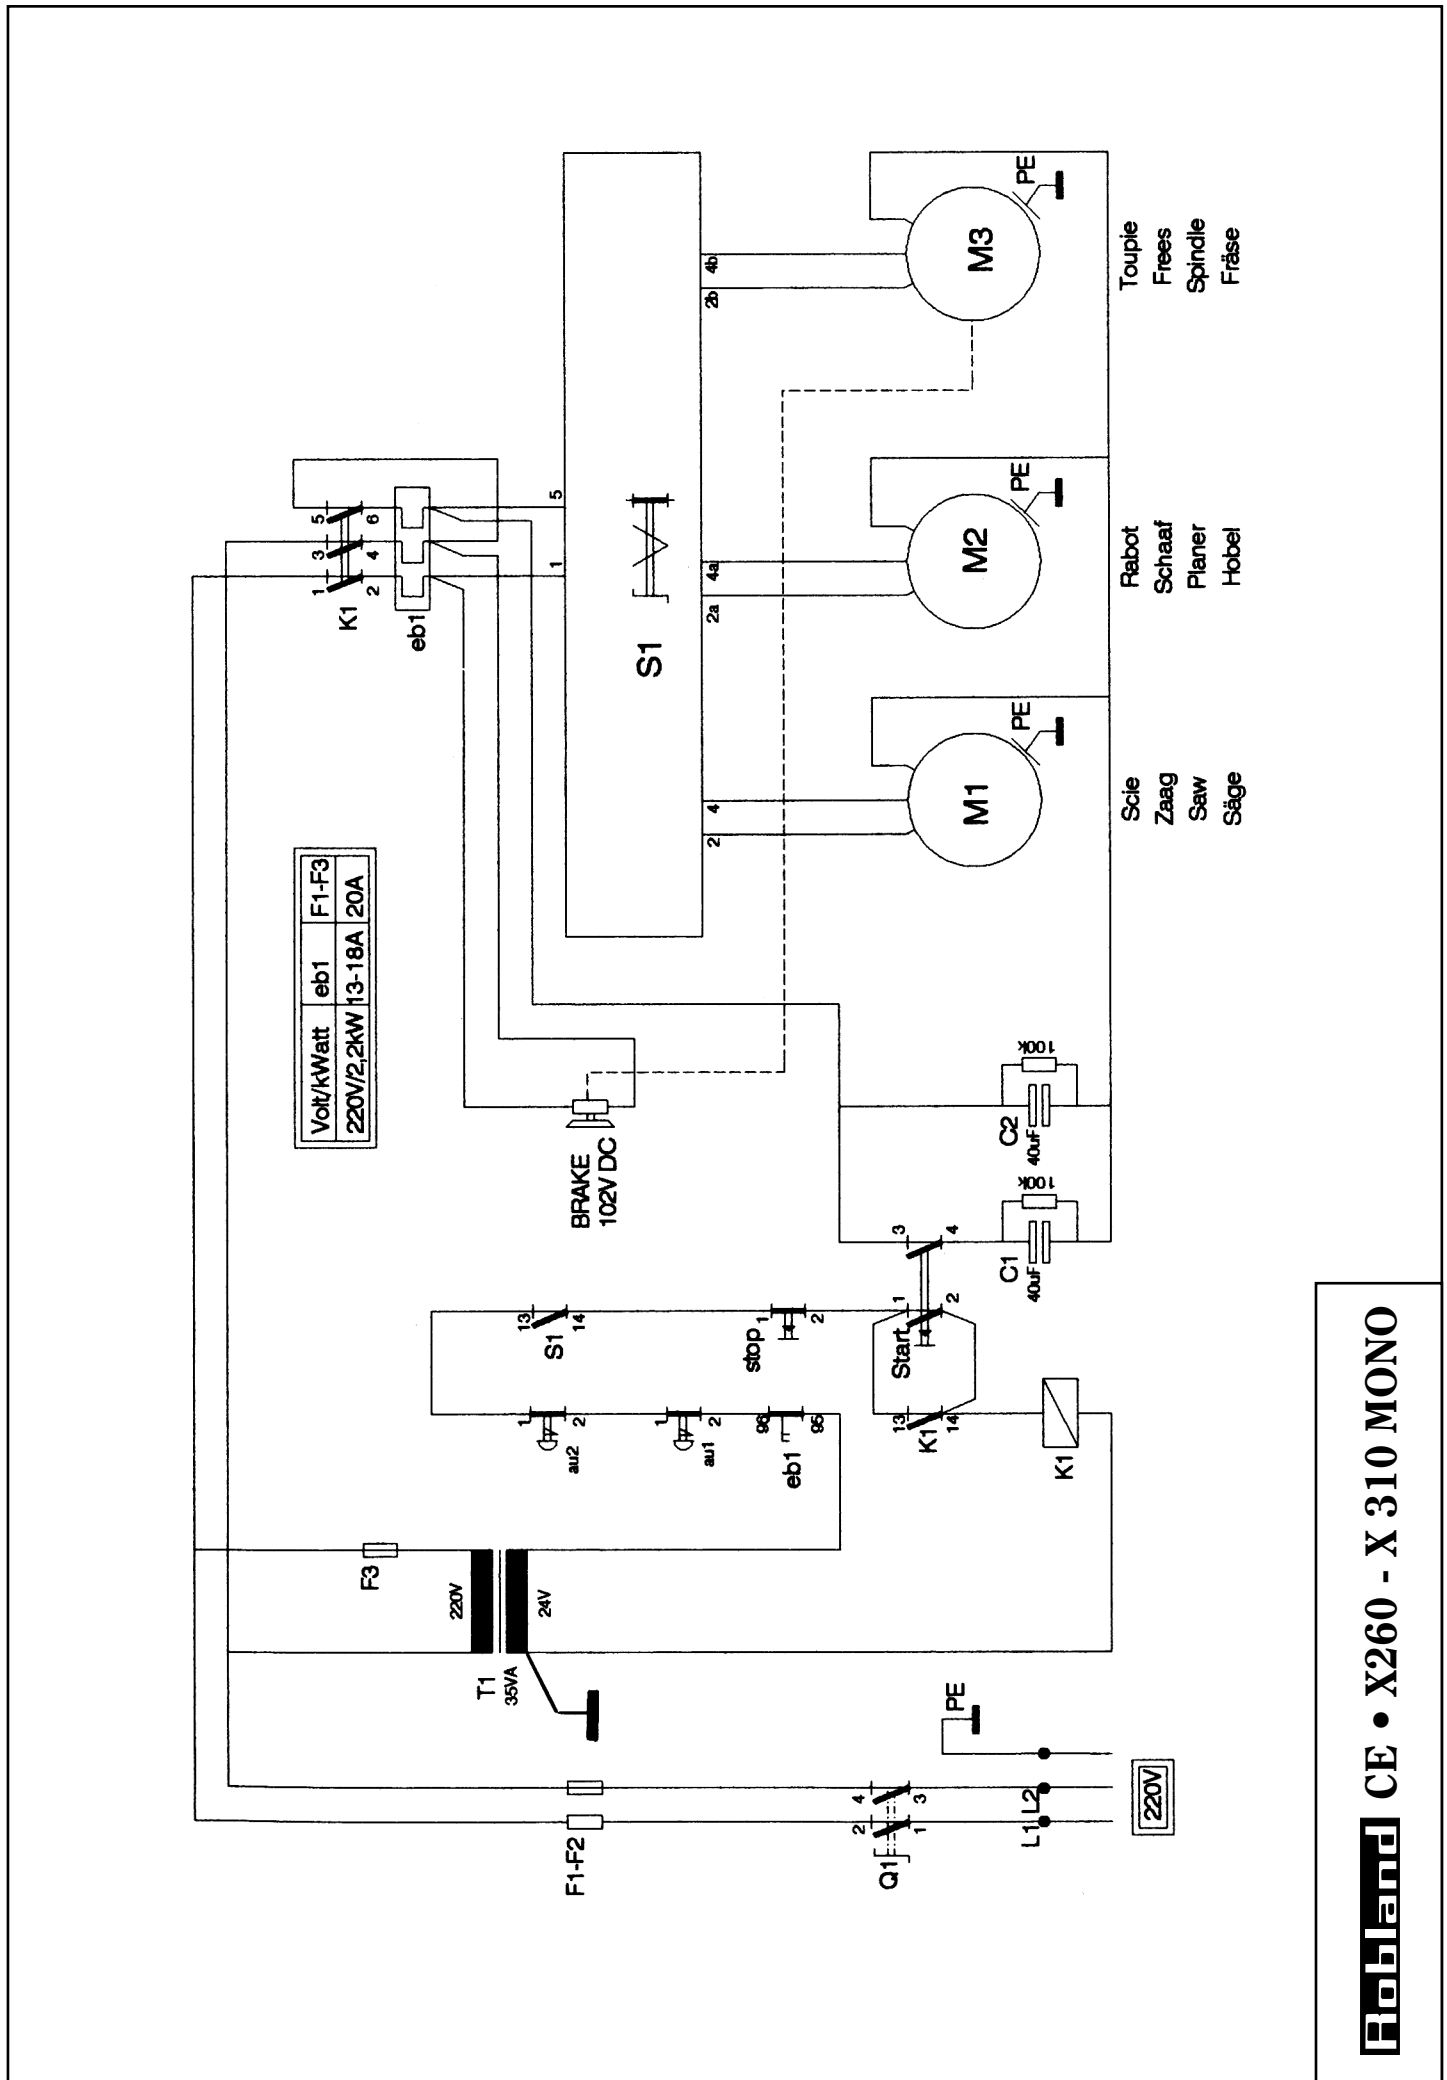 Volt/kWatt eb1 F1-F3
220V/2,2kW 13-18A 20A
K1
1 3 5
2 4 6
eb1
1 5
S1
2 4
2a 4a
2b 4b
M1
PE
M2
PE
M3
PE
Scie
Zaag
Saw
Säge
Rabot
Schaaf
Planer
Hobel
Toupie
Frees
Spindle
Fräse
BRAKE
102V DC
F3
220V
24V
T1
35VA
au2
1 2
au1
1 2
eb1
96 95
S1
13 14
stop
1 2
Start
1 2
3 4
K1
13 14
K1
C1
40uF
100k
C2
40uF
100k
F1-F2
Q1
2 4
1 3
L1 L2
PE
220V
Robland CE • X260 - X 310 MONO